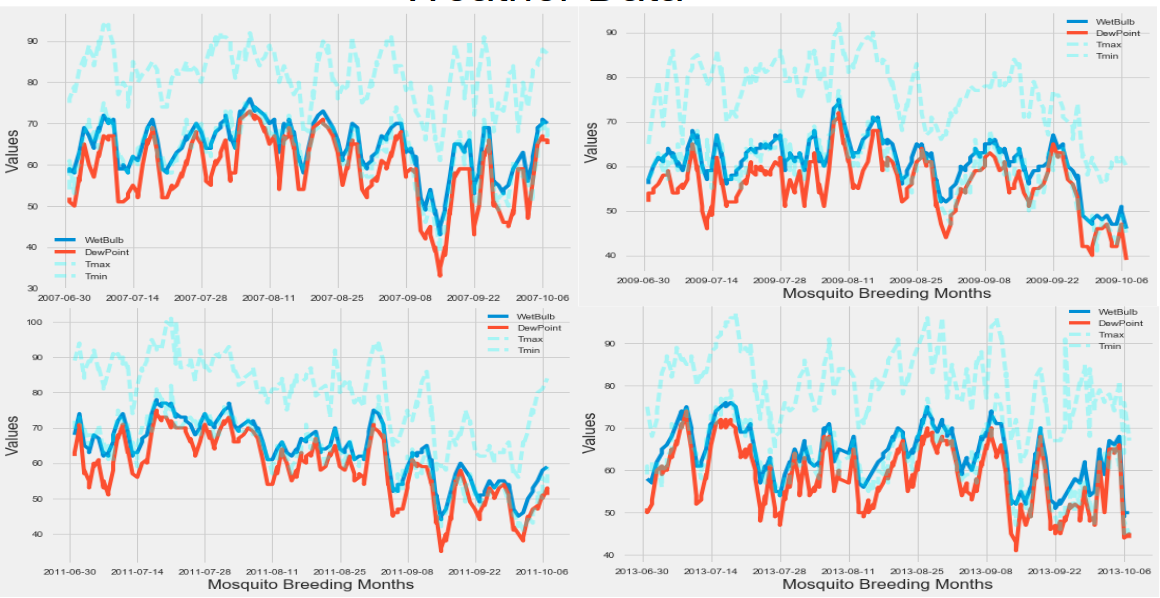 90
80
70
60
50
40
30
Values
WetBulb
DewPoint
Tmax
Tmin
2007-06-30 2007-07-14 2007-07-28 2007-08-11 2007-08-25 2007-09-08 2007-09-22 2007-10-06
90
80
70
60
50
40
Values
WetBulb
DewPoint
Tmax
Tmin
2009-06-30 2009-07-14 2009-07-28 2009-08-11 2009-08-25 2009-09-08 2009-09-22 2009-10-06
Mosquito Breeding Months
100
90
80
70
60
50
40
Values
WetBulb
DewPoint
Tmax
Tmin
2011-06-30 2011-07-14 2011-07-28 2011-08-11 2011-08-25 2011-09-08 2011-09-22 2011-10-06
Mosquito Breeding Months
90
80
70
60
50
40
Values
WetBulb
DewPoint
Tmax
Tmin
2013-06-30 2013-07-14 2013-07-28 2013-08-11 2013-08-25 2013-09-08 2013-09-22 2013-10-06
Mosquito Breeding Months